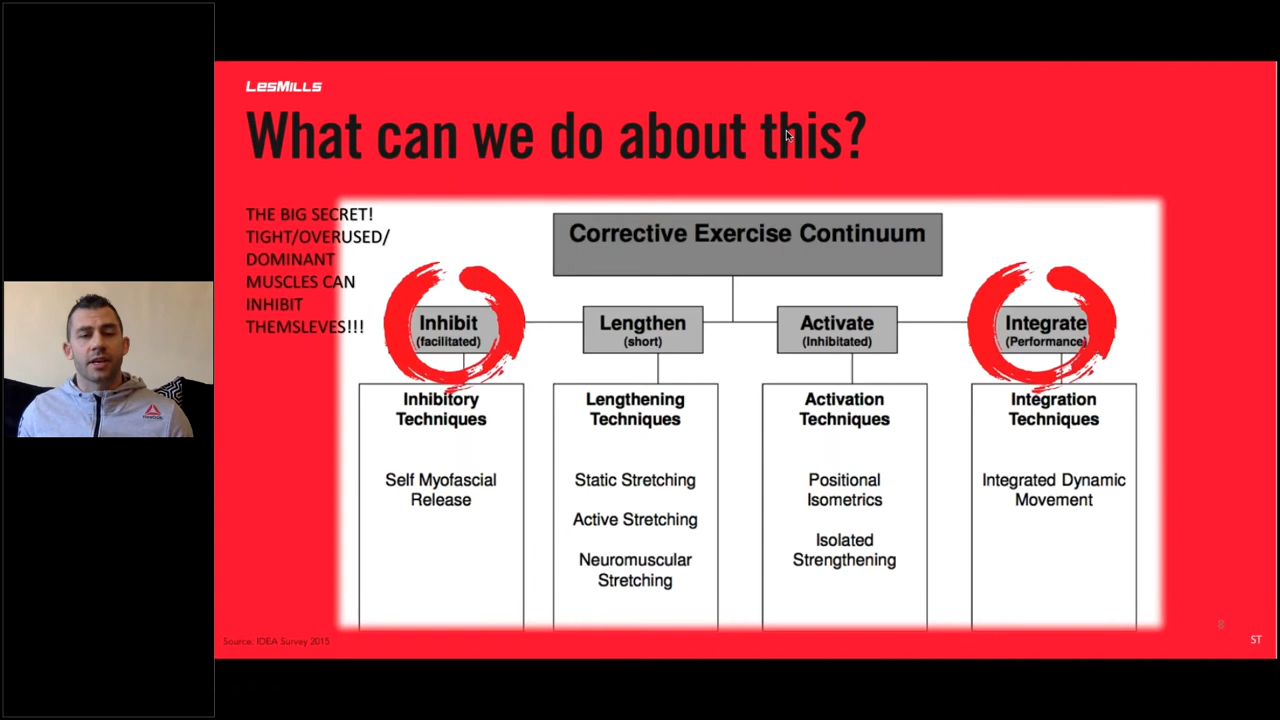 LESMILLS
What can we do about this?
THE BIG SECRET!
TIGHT/OVERUSED/
DOMINANT
MUSCLES CAN
INHIBIT
THEMSLEVES!!!
Corrective Exercise Continuum
Inhibit
(facilitated)
Lengthen
(short)
Activate
(Inhibitated)
Integrate
(Performance)
Inhibitory
Techniques
Self Myofascial
Release
Lengthening
Techniques
Static Stretching
Active Stretching
Neuromuscular
Stretching
Activation
Techniques
Positional
Isometrics
Isolated
Strengthening
Integration
Techniques
Integrated Dynamic
Movement
Source: IDEA Survey 2015
8
ST